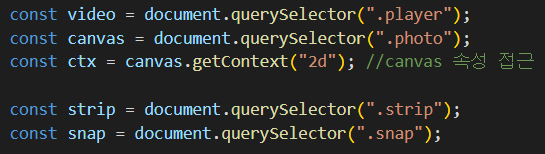 const video = document.querySelector(".player");
const canvas = document.querySelector(".photo");
const ctx = canvas.getContext("2d"); //canvas 속성 접근
const strip = document.querySelector(".strip");
const snap = document.querySelector(".snap");